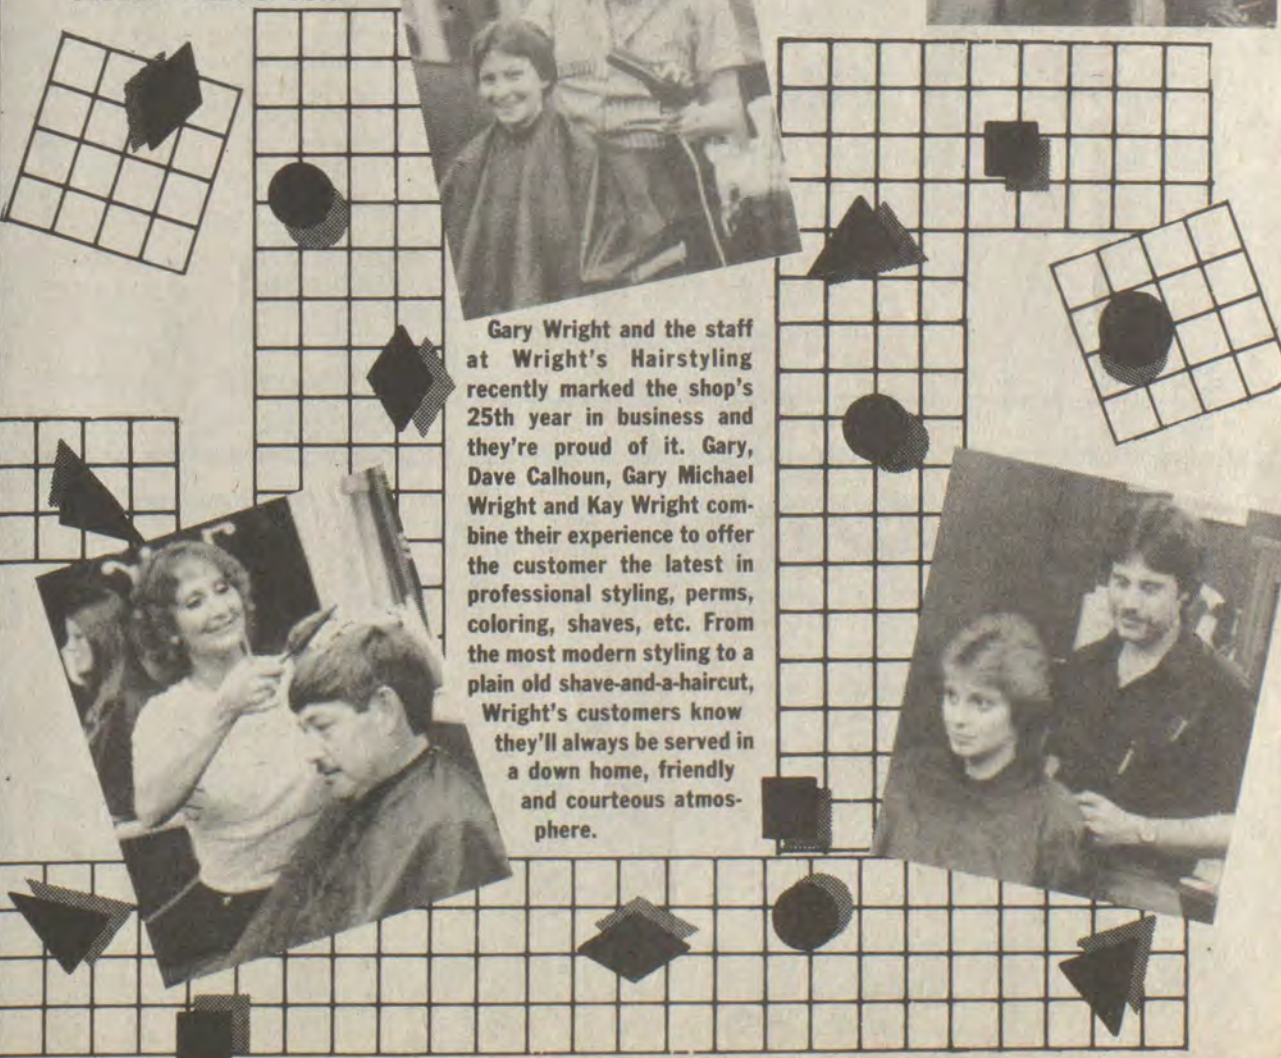 Gary Wright and the staff
at Wright's Hairstyling
recently marked the shop's
25th year in business and
they're proud of it. Gary,
Dave Calhoun, Gary Michael
Wright and Kay Wright com-
bine their experience to offer
the customer the latest in
professional styling, perms,
coloring, shaves, etc. From
the most modern styling to a
plain old shave-and-a-haircut,
Wright's customers know
they'll always be served in
a down home, friendly
and courteous atmos-
phere.